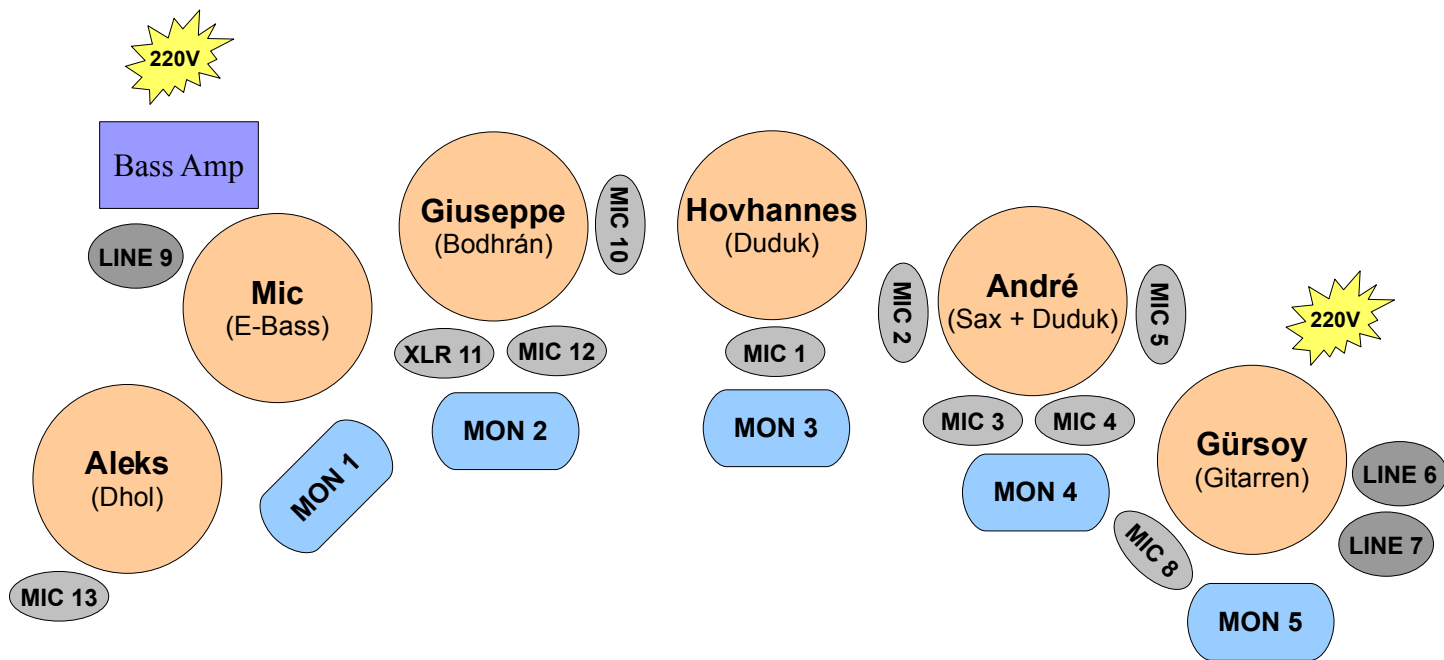 220V
Bass Amp
LINE 9
Mic
(E-Bass)
Aleks
(Dhol)
MIC 13
MON 1
Giuseppe
(Bodhrán)
MIC 10
XLR 11
MIC 12
MON 2
Hovhannes
(Duduk)
MIC 1
MON 3
MIC 2
André
(Sax + Duduk)
MIC 5
MIC 3
MIC 4
MON 4
220V
Gürsoy
(Gitarren)
LINE 6
LINE 7
MIC 8
MON 5